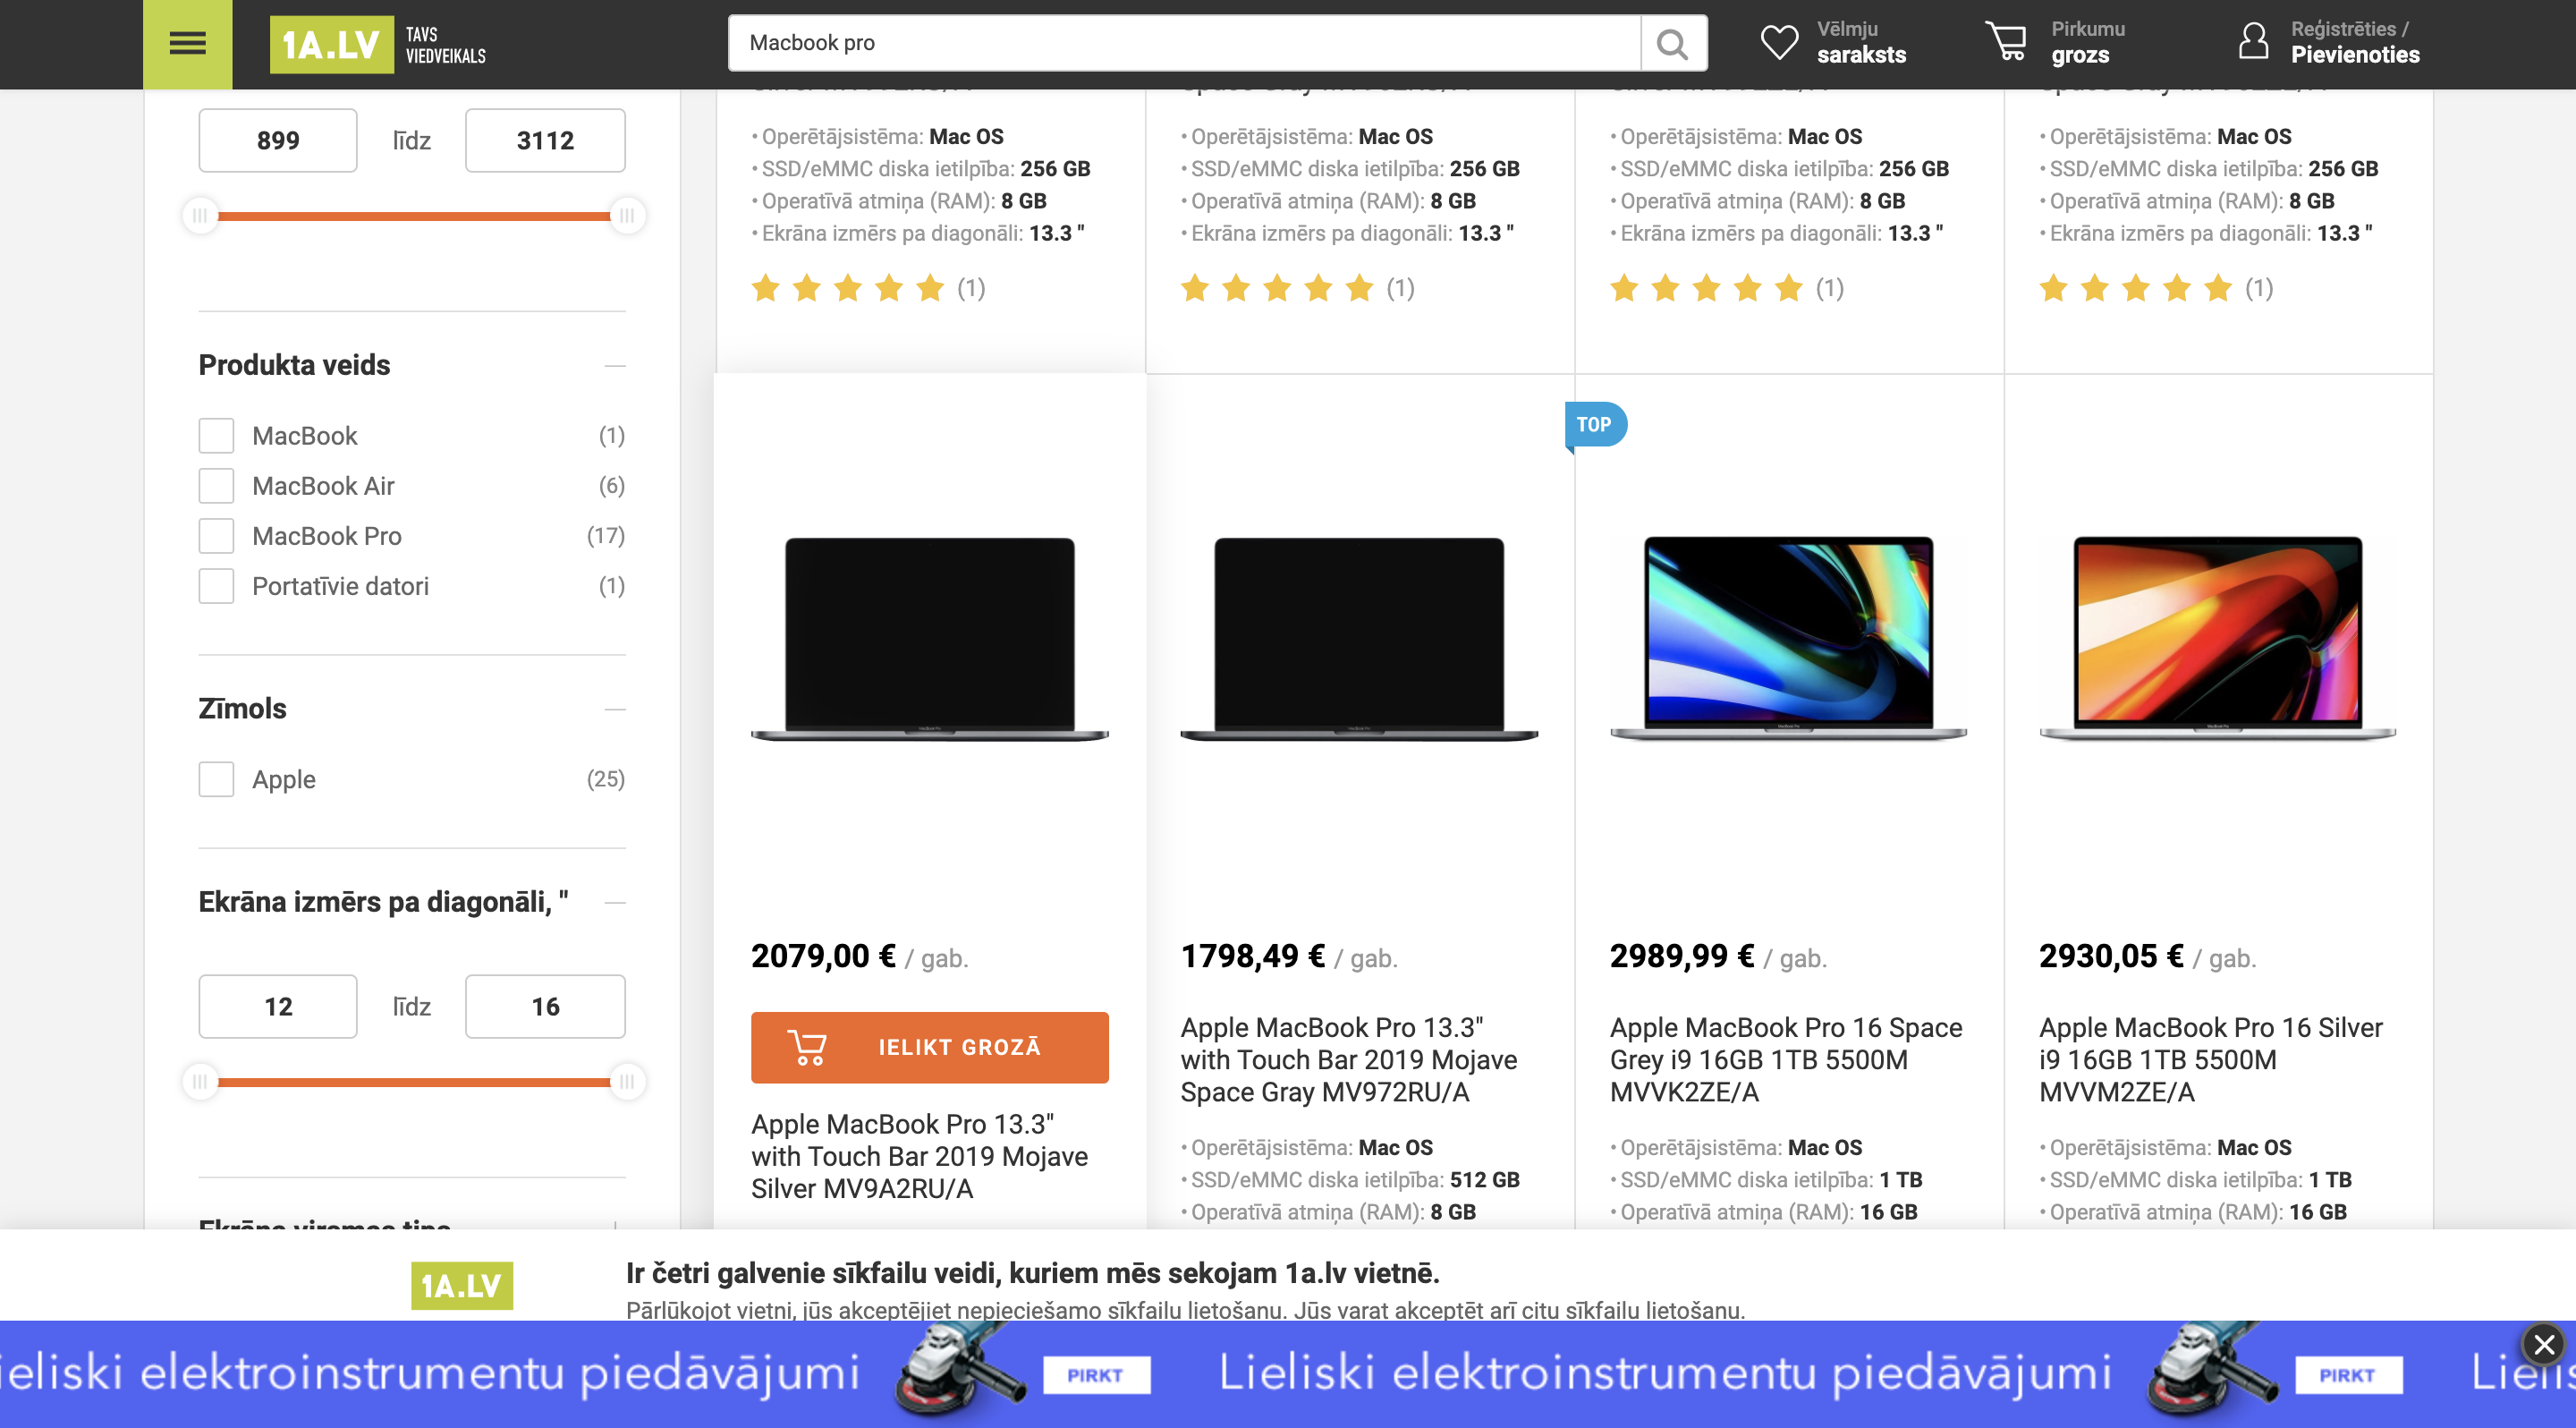 1A.LV
TAVS
VIEDVEIKALS
Macbook pro
Vēlmju
saraksts
Pirkumu
grozs
Reģistrēties /
Pievienoties
899
līdz
3112
Produkta veids
MacBook (1)
MacBook Air (6)
MacBook Pro (17)
Portatīvie datori (1)
Zīmols
Apple (25)
Ekrāna izmērs pa diagonāli, "
12
līdz
16
• Operētājsistēma: Mac OS
• SSD/eMMC diska ietilpība: 256 GB
• Operatīvā atmiņa (RAM): 8 GB
• Ekrāna izmērs pa diagonāli: 13.3 "
(1)
• Operētājsistēma: Mac OS
• SSD/eMMC diska ietilpība: 256 GB
• Operatīvā atmiņa (RAM): 8 GB
• Ekrāna izmērs pa diagonāli: 13.3 "
(1)
• Operētājsistēma: Mac OS
• SSD/eMMC diska ietilpība: 256 GB
• Operatīvā atmiņa (RAM): 8 GB
• Ekrāna izmērs pa diagonāli: 13.3 "
(1)
• Operētājsistēma: Mac OS
• SSD/eMMC diska ietilpība: 256 GB
• Operatīvā atmiņa (RAM): 8 GB
• Ekrāna izmērs pa diagonāli: 13.3 "
(1)
2079,00 € / gab.
IELIKT GROZĀ
Apple MacBook Pro 13.3"
with Touch Bar 2019 Mojave
Silver MV9A2RU/A
1798,49 € / gab.
Apple MacBook Pro 13.3"
with Touch Bar 2019 Mojave
Space Gray MV972RU/A
• Operētājsistēma: Mac OS
• SSD/eMMC diska ietilpība: 512 GB
• Operatīvā atmiņa (RAM): 8 GB
TOP
2989,99 € / gab.
Apple MacBook Pro 16 Space
Grey i9 16GB 1TB 5500M
MVVK2ZE/A
• Operētājsistēma: Mac OS
• SSD/eMMC diska ietilpība: 1 TB
• Operatīvā atmiņa (RAM): 16 GB
2930,05 € / gab.
Apple MacBook Pro 16 Silver
i9 16GB 1TB 5500M
MVVM2ZE/A
• Operētājsistēma: Mac OS
• SSD/eMMC diska ietilpība: 1 TB
• Operatīvā atmiņa (RAM): 16 GB
1A.LV
Ir četri galvenie sīkfailu veidi, kuriem mēs sekojam 1a.lv vietnē.
Pārlūkojot vietni, jūs akceptējiet nepieciešamo sīkfailu lietošanu. Jūs varat akceptēt arī citu sīkfailu lietošanu.
ieliski elektroinstrumentu piedāvājumi
PIRKT
Lieliski elektroinstrumentu piedāvājumi
PIRKT